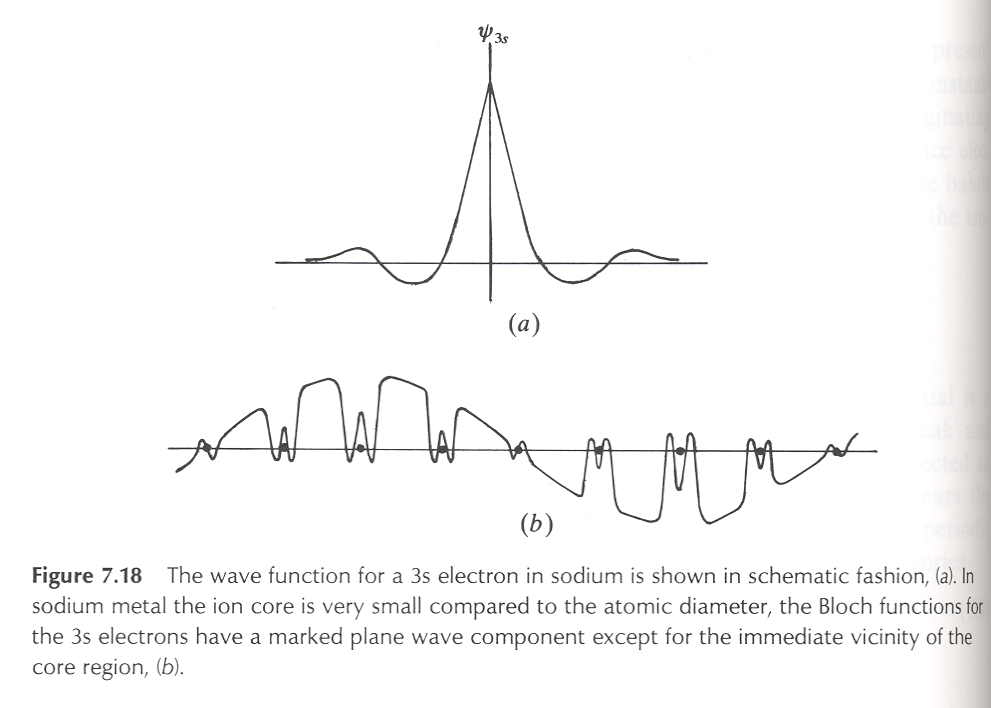 ψ3s
(a)
(b)
Figure 7.18 The wave function for a 3s electron in sodium is shown in schematic fashion, (a). In
sodium metal the ion core is very small compared to the atomic diameter, the Bloch functions for
the 3s electrons have a marked plane wave component except for the immediate vicinity of the
core region, (b).